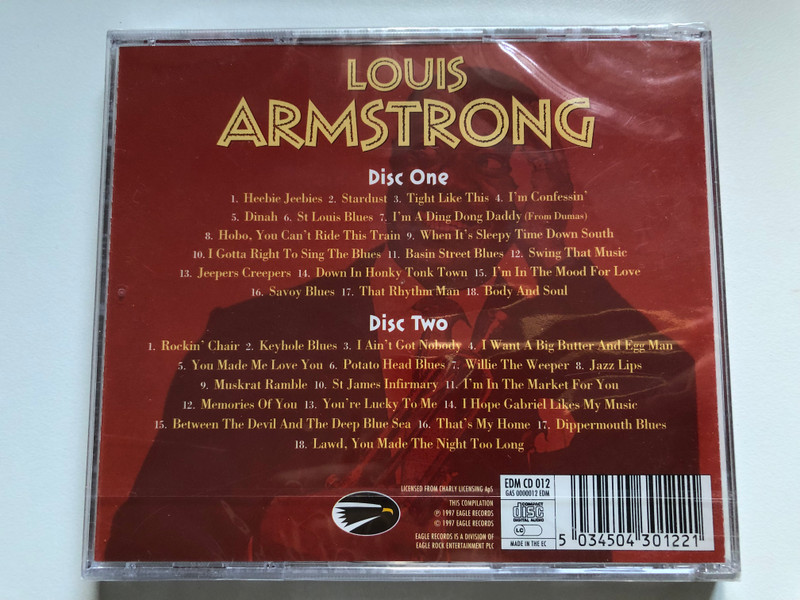 LOUIS
ARMSTRONG
Disc One
1. Heebie Jeebies 2. Stardust 3. Tight Like This 4. I'm Confessin'
5. Dinah 6. St Louis Blues 7. I'm A Ding Dong Daddy (From Dumas)
8. Hobo, You Can't Ride This Train 9. When It's Sleepy Time Down South
10. I Gotta Right To Sing The Blues 11. Basin Street Blues 12. Swing That Music
13. Jeepers Creepers 14. Down In Honky Tonk Town 15. I'm In The Mood For Love
16. Savoy Blues 17. That Rhythm Man 18. Body And Soul
Disc Two
1. Rockin' Chair 2. Keyhole Blues 3. I Ain't Got Nobody 4. I Want A Big Butter And Egg Man
5. You Made Me Love You 6. Potato Head Blues 7. Willie The Weeper 8. Jazz Lips
9. Muskrat Ramble 10. St James Infirmary 11. I'm In The Market For You
12. Memories Of You 13. You're Lucky To Me 14. I Hope Gabriel Likes My Music
15. Between The Devil And The Deep Blue Sea 16. That's My Home 17. Dippermouth Blues
18. Lawd, You Made The Night Too Long
LICENSED FROM CHARLY LICENSING ApS
THIS COMPILATION
℗ 1997 EAGLE RECORDS
© 1997 EAGLE RECORDS
EAGLE RECORDS IS A DIVISION OF
EAGLE ROCK ENTERTAINMENT PLC
EDM CD 012
GAS 0000012 EDM
COMPACT
disc
DIGITAL AUDIO
LC
MADE IN THE EC
5 034504 301221